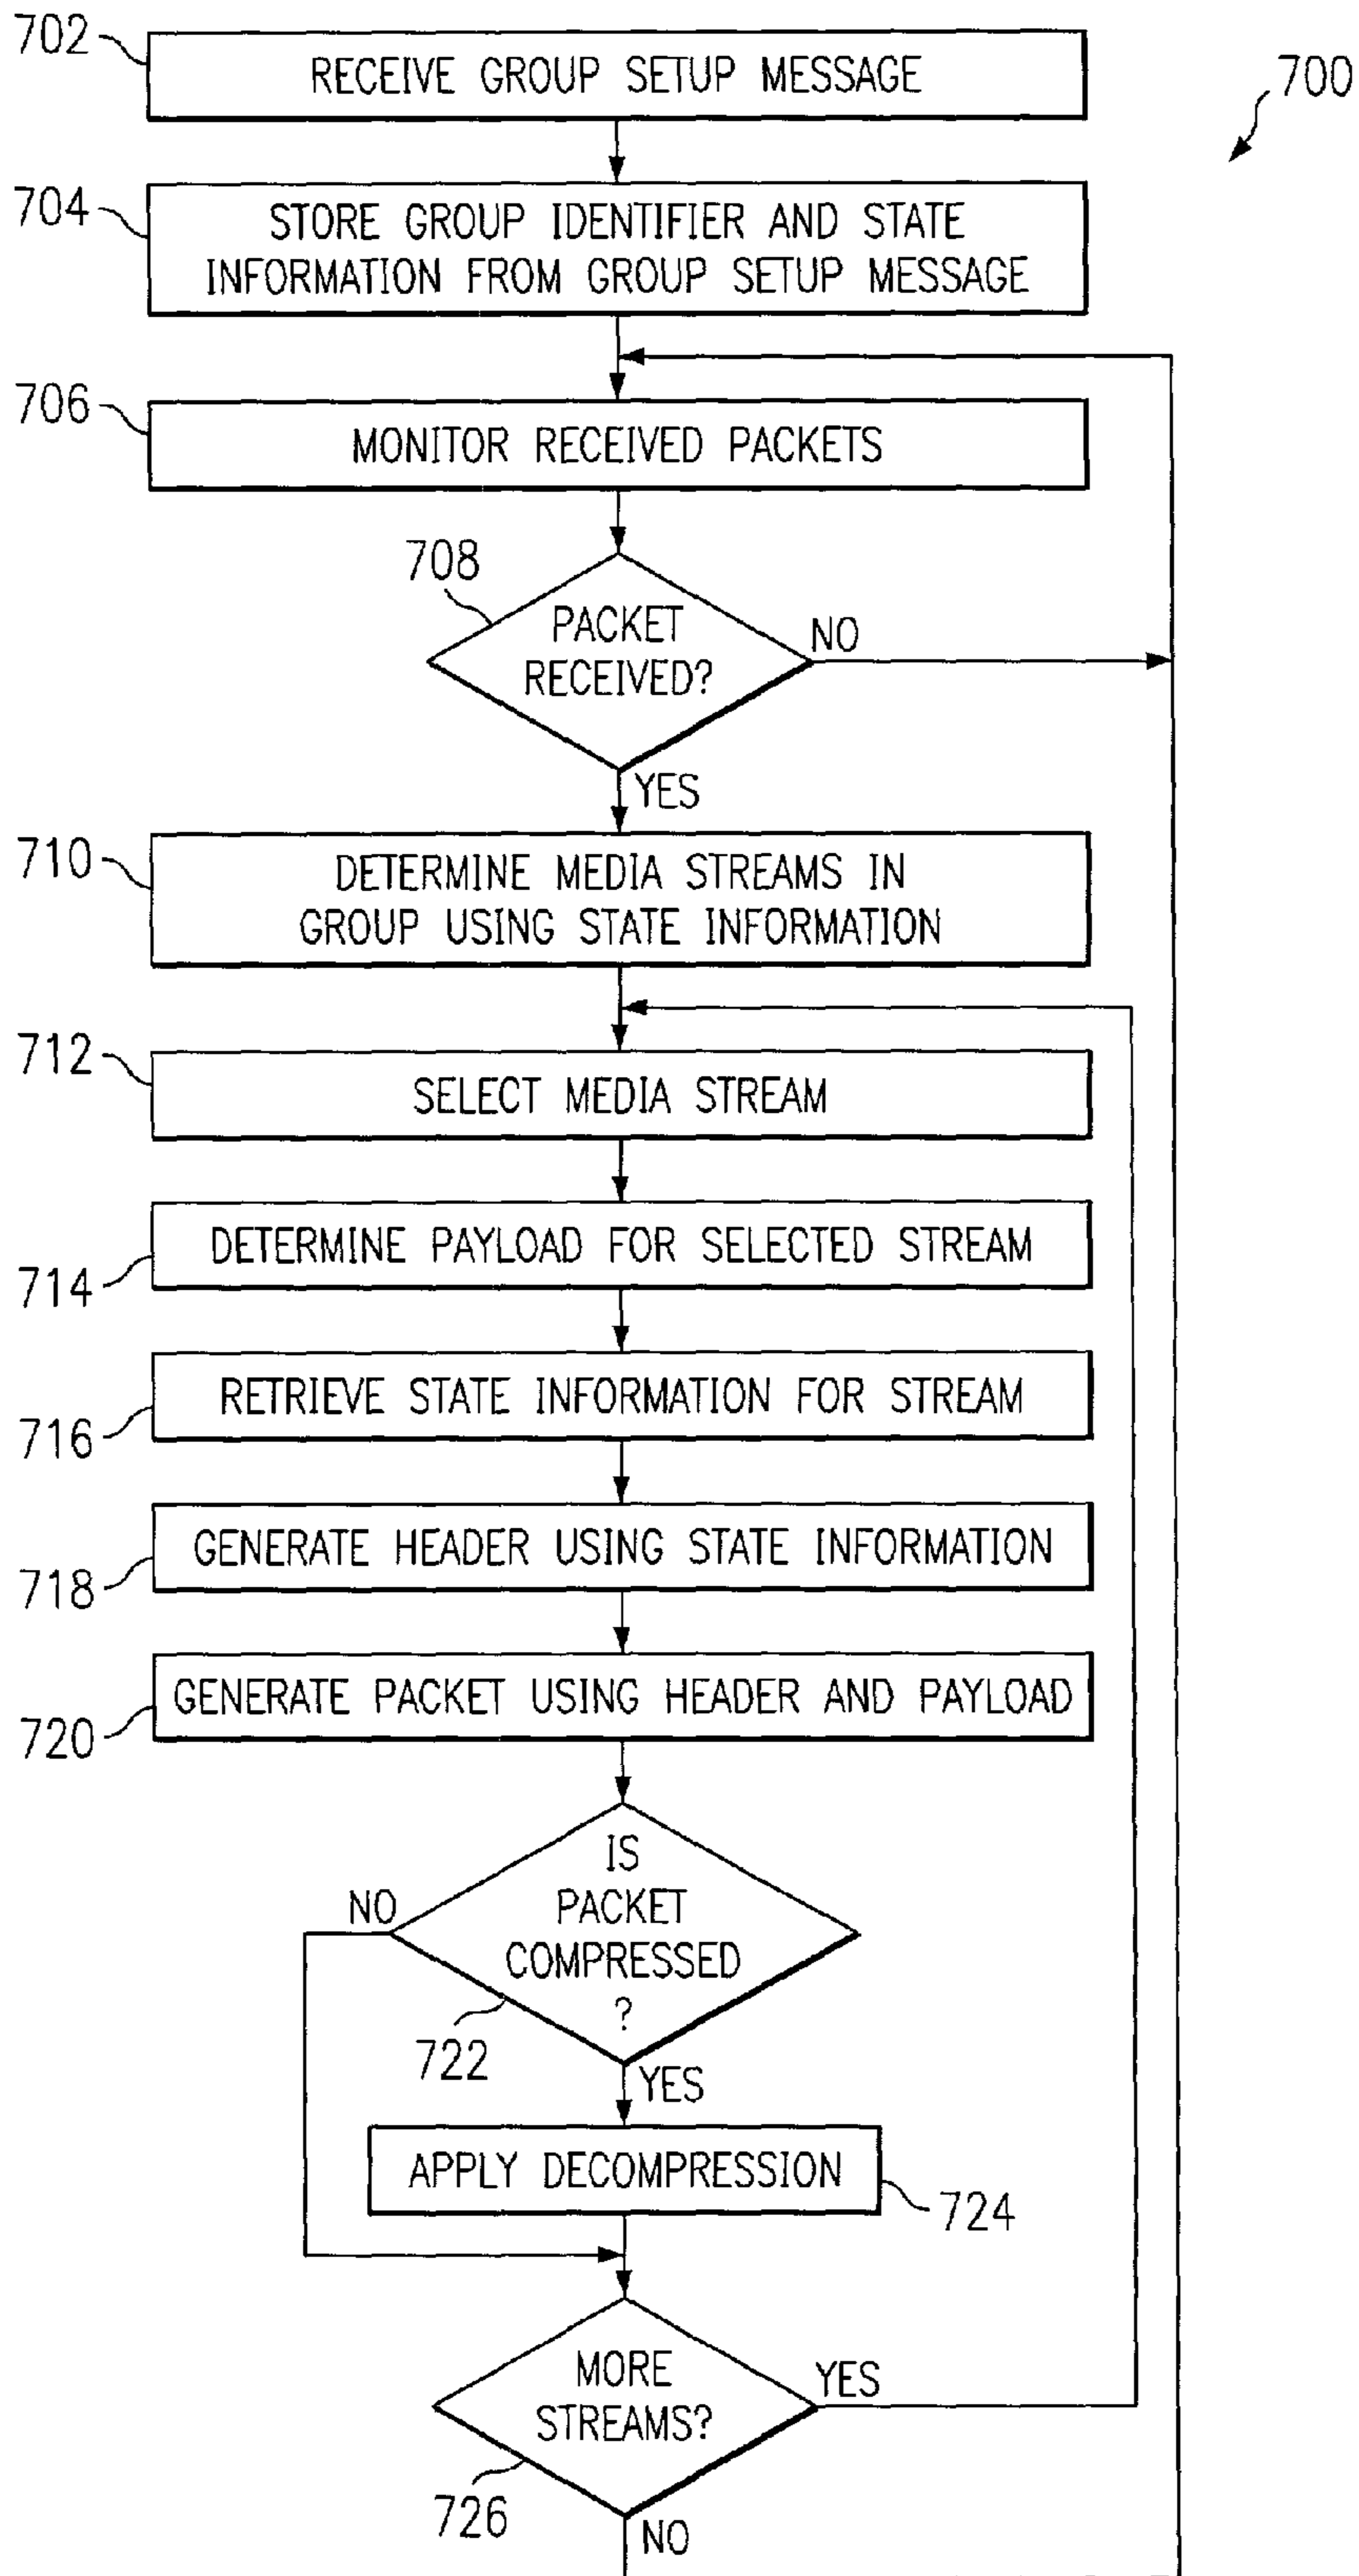 702
RECEIVE GROUP SETUP MESSAGE
700
704
STORE GROUP IDENTIFIER AND STATE
INFORMATION FROM GROUP SETUP MESSAGE
706
MONITOR RECEIVED PACKETS
708
PACKET
RECEIVED?
NO
YES
710
DETERMINE MEDIA STREAMS IN
GROUP USING STATE INFORMATION
712
SELECT MEDIA STREAM
714
DETERMINE PAYLOAD FOR SELECTED STREAM
716
RETRIEVE STATE INFORMATION FOR STREAM
718
GENERATE HEADER USING STATE INFORMATION
720
GENERATE PACKET USING HEADER AND PAYLOAD
IS
PACKET
COMPRESSED
?
NO
722
YES
APPLY DECOMPRESSION
724
MORE
STREAMS?
YES
726
NO